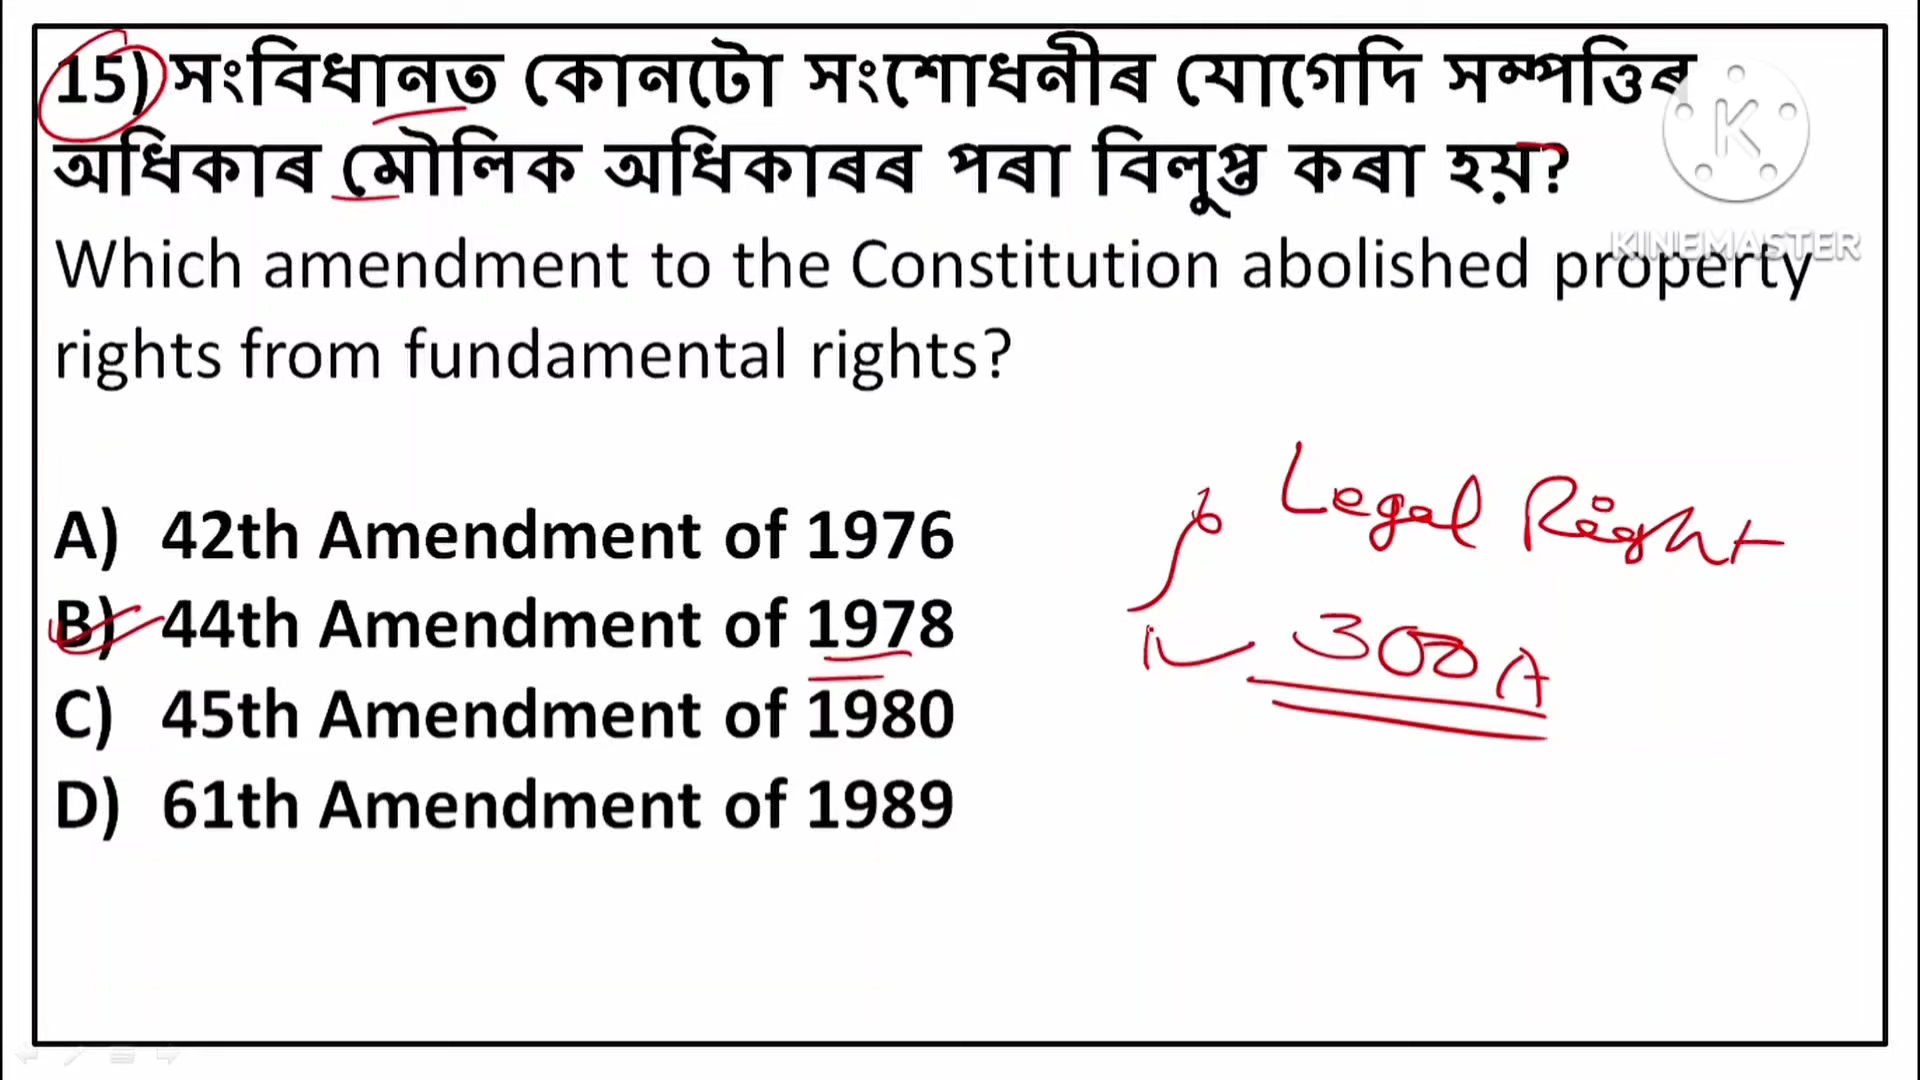 15) সংবিধানত কোনটো সংশোধনীৰ যোগেদি সম্পত্তিৰ
অধিকাৰ মৌলিক অধিকাৰৰ পৰা বিলুপ্ত কৰা হয়?
KINEMASTER
Which amendment to the Constitution abolished property
rights from fundamental rights?
A) 42th Amendment of 1976
B) 44th Amendment of 1978
C) 45th Amendment of 1980
D) 61th Amendment of 1989
Legal Right
300 A